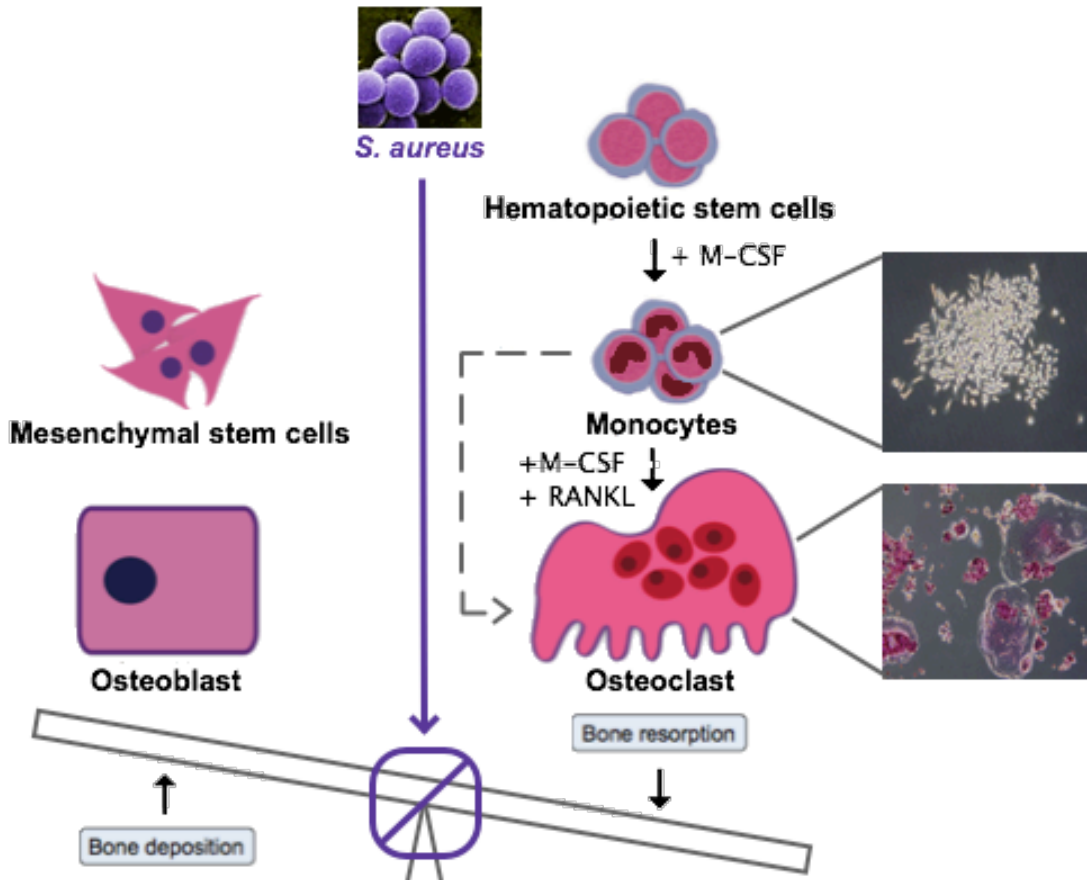 S. aureus
Hematopoietic stem cells
+ M-CSF
Mesenchymal stem cells
Monocytes
+M-CSF
+ RANKL
Osteoblast
Osteoclast
Bone resorption
Bone deposition